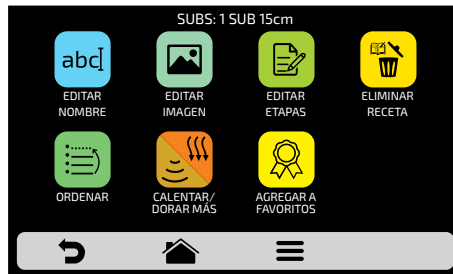 SUBS: 1 SUB 15cm
abc
EDITAR
NOMBRE
EDITAR
IMAGEN
EDITAR
ETAPAS
ELIMINAR
RECETA
ORDENAR
CALENTAR/
DORAR MÁS
AGREGAR A
FAVORITOS